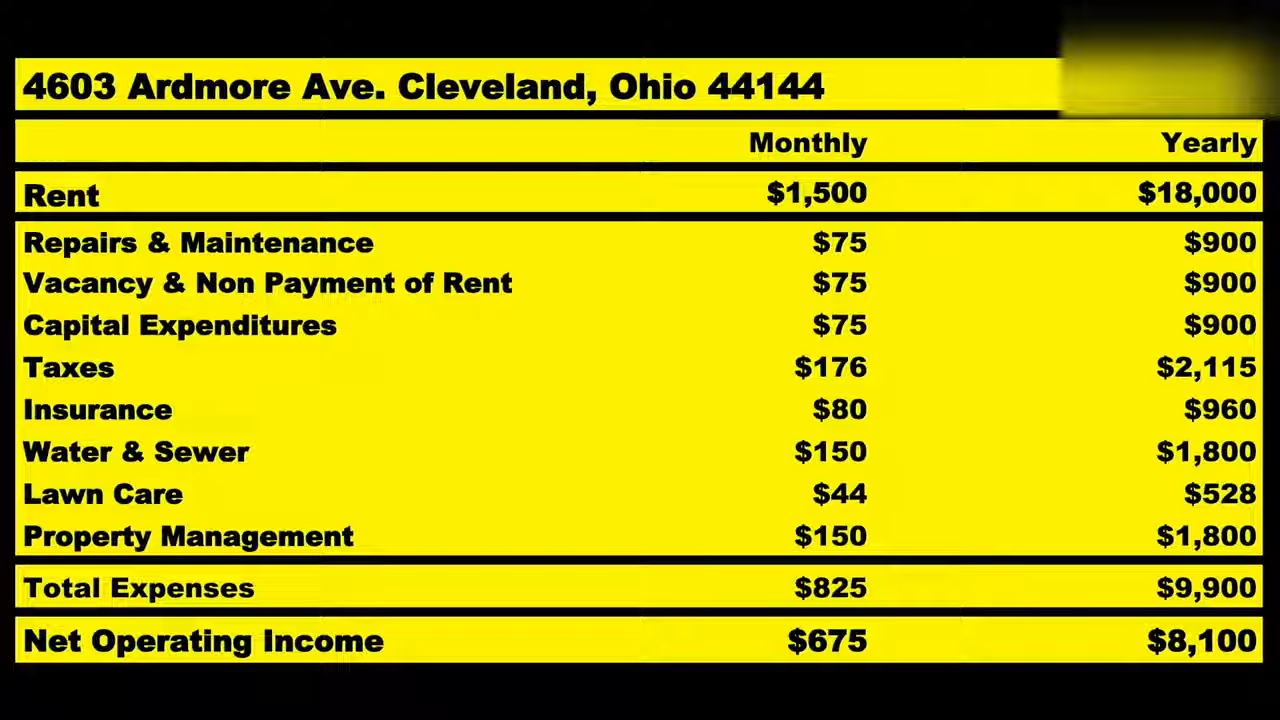 4603 Ardmore Ave. Cleveland, Ohio 44144
Monthly Yearly
Rent $1,500 $18,000
Repairs & Maintenance $75 $900
Vacancy & Non Payment of Rent $75 $900
Capital Expenditures $75 $900
Taxes $176 $2,115
Insurance $80 $960
Water & Sewer $150 $1,800
Lawn Care $44 $528
Property Management $150 $1,800
Total Expenses $825 $9,900
Net Operating Income $675 $8,100